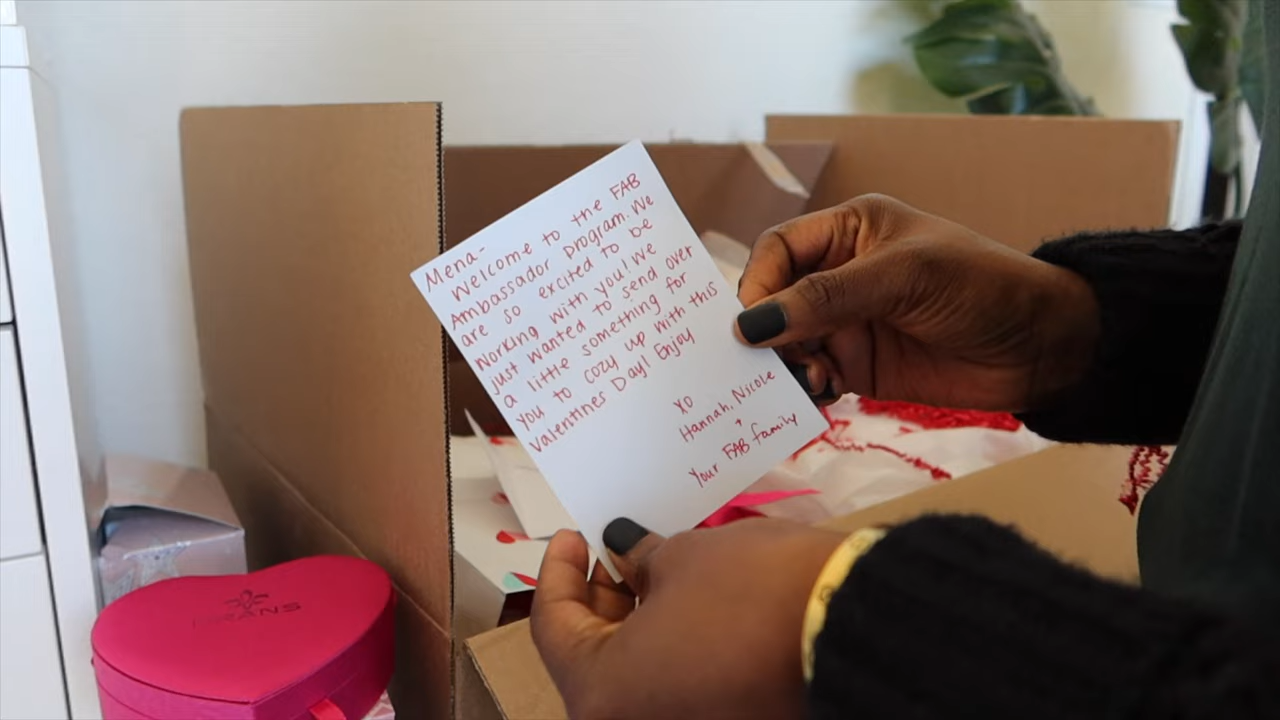 Mena-
Welcome to the FAB
Ambassador program. We
are so excited to be
working with you! We
just wanted to send over
a little something for
you to cozy up with this
Valentines Day! Enjoy
XO
Hannah, Nicole
+
Your FAB family